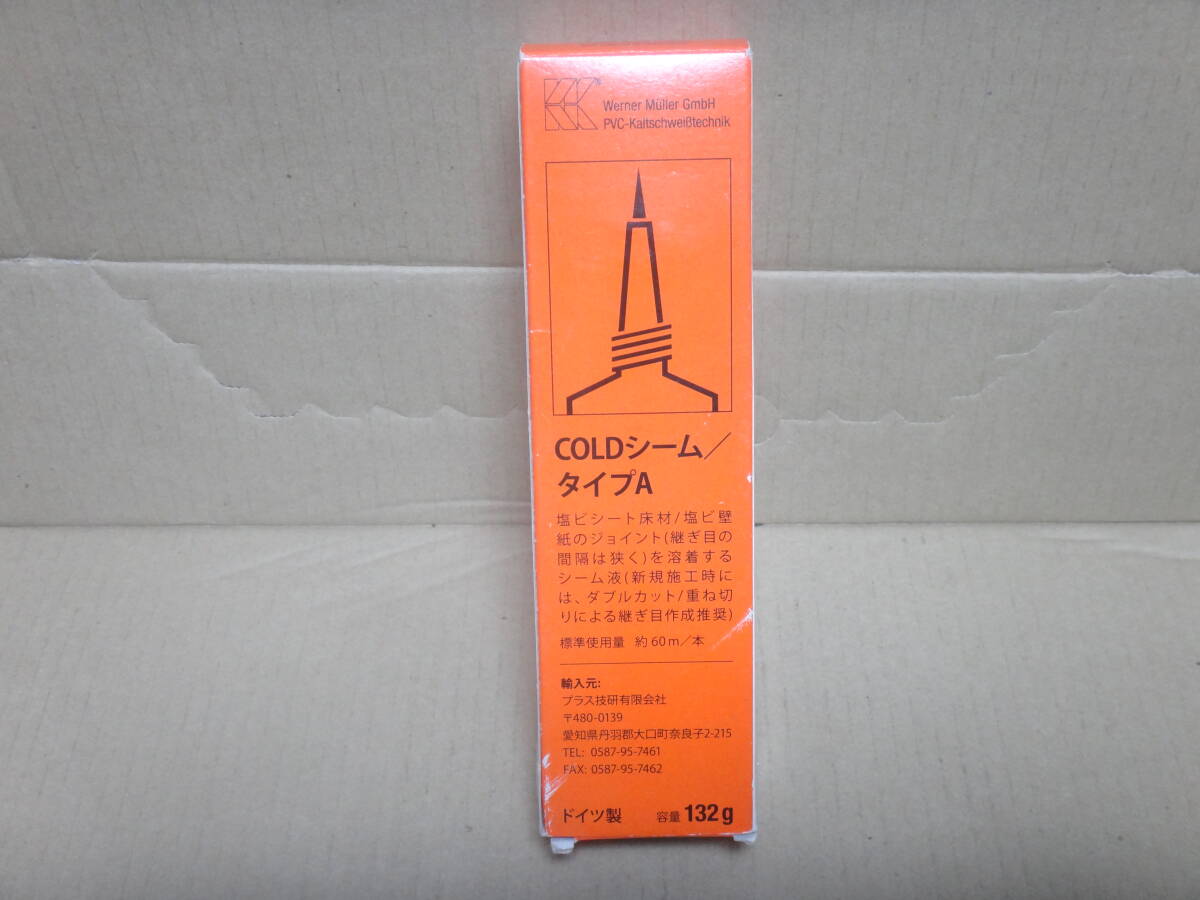 Werner Müller GmbH
PVC-Kaltschweißtechnik
COLDシーム/
タイプA
塩ビシート床材/塩ビ壁
紙のジョイント(継ぎ目の
間隔は狭く)を溶着する
シーム液(新規施工時に
は、ダブルカット/重ね切
りによる継ぎ目作成推奨)
標準使用量 約60m/本
輸入元:
プラス技研有限会社
〒480-0139
愛知県丹羽郡大口町奈良子2-215
TEL: 0587-95-7461
FAX: 0587-95-7462
ドイツ製 容量 132g